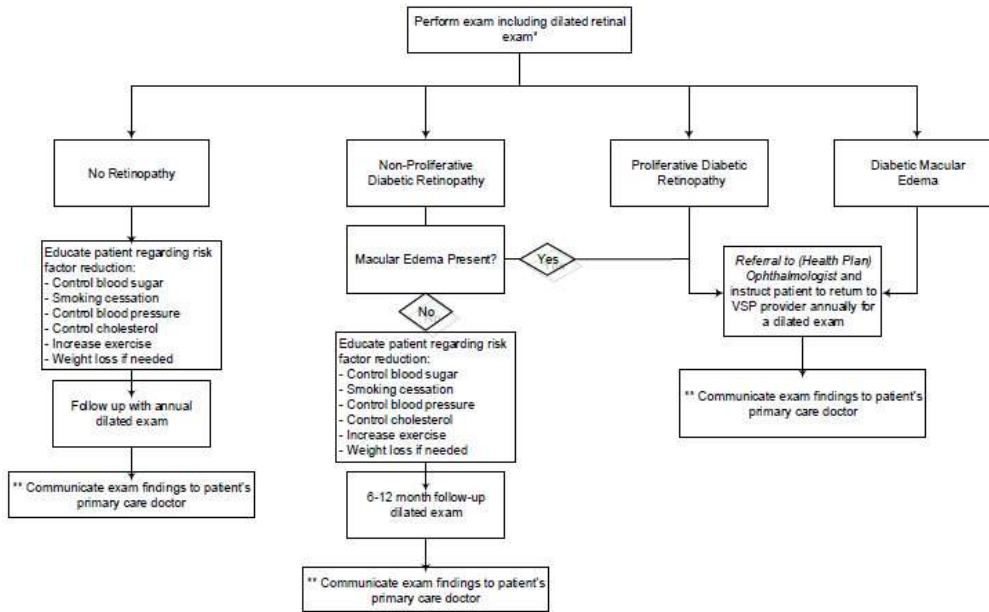 Perform exam including dilated retinal
exam*
No Retinopathy
Non-Proliferative
Diabetic Retinopathy
Proliferative Diabetic
Retinopathy
Diabetic Macular
Edema
Educate patient regarding risk
factor reduction:
- Control blood sugar
- Smoking cessation
- Control blood pressure
- Control cholesterol
- Increase exercise
- Weight loss if needed
Macular Edema Present?
Yes
No
Referral to (Health Plan)
Ophthalmologist and
instruct patient to return to
VSP provider annually for
a dilated exam
Educate patient regarding risk
factor reduction:
- Control blood sugar
- Smoking cessation
- Control blood pressure
- Control cholesterol
- Increase exercise
- Weight loss if needed
Follow up with annual
dilated exam
** Communicate exam findings to patient's
primary care doctor
** Communicate exam findings to patient's
primary care doctor
6-12 month follow-up
dilated exam
** Communicate exam findings to patient's
primary care doctor